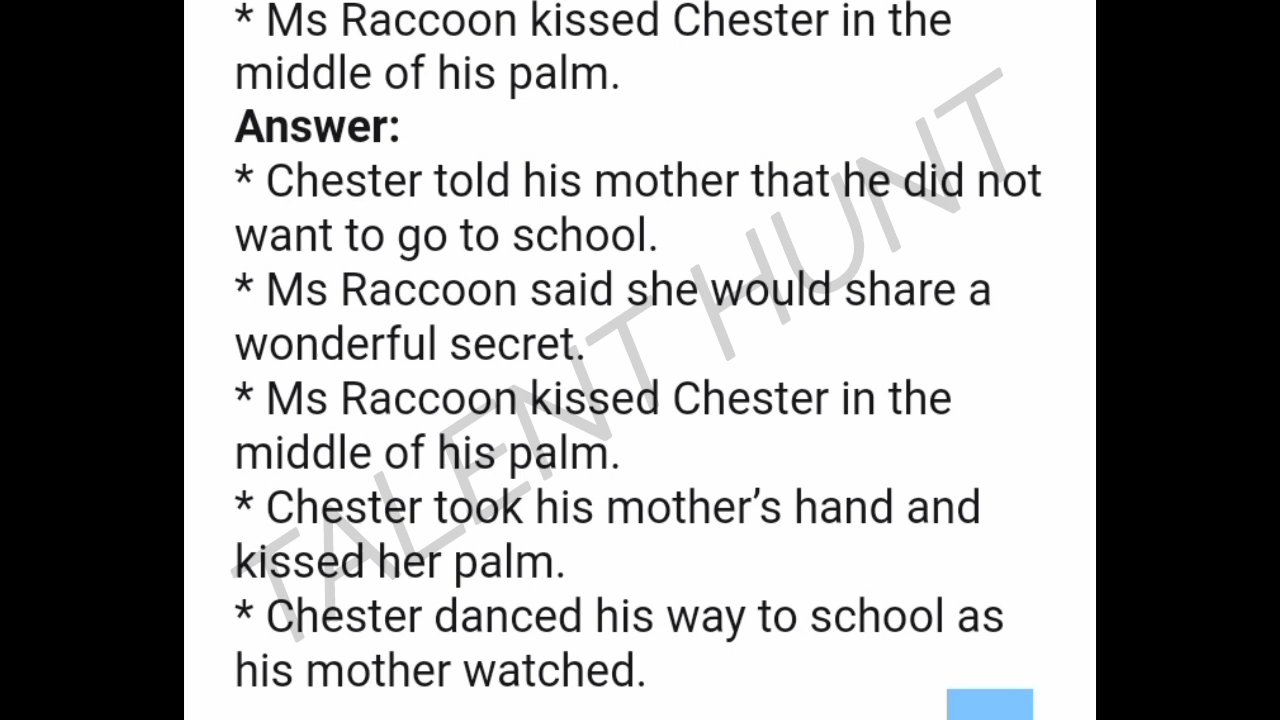 * Ms Raccoon kissed Chester in the
middle of his palm.
Answer:
* Chester told his mother that he did not
want to go to school.
* Ms Raccoon said she would share a
wonderful secret.
* Ms Raccoon kissed Chester in the
middle of his palm.
* Chester took his mother’s hand and
kissed her palm.
* Chester danced his way to school as
his mother watched.
TALENT HUNT